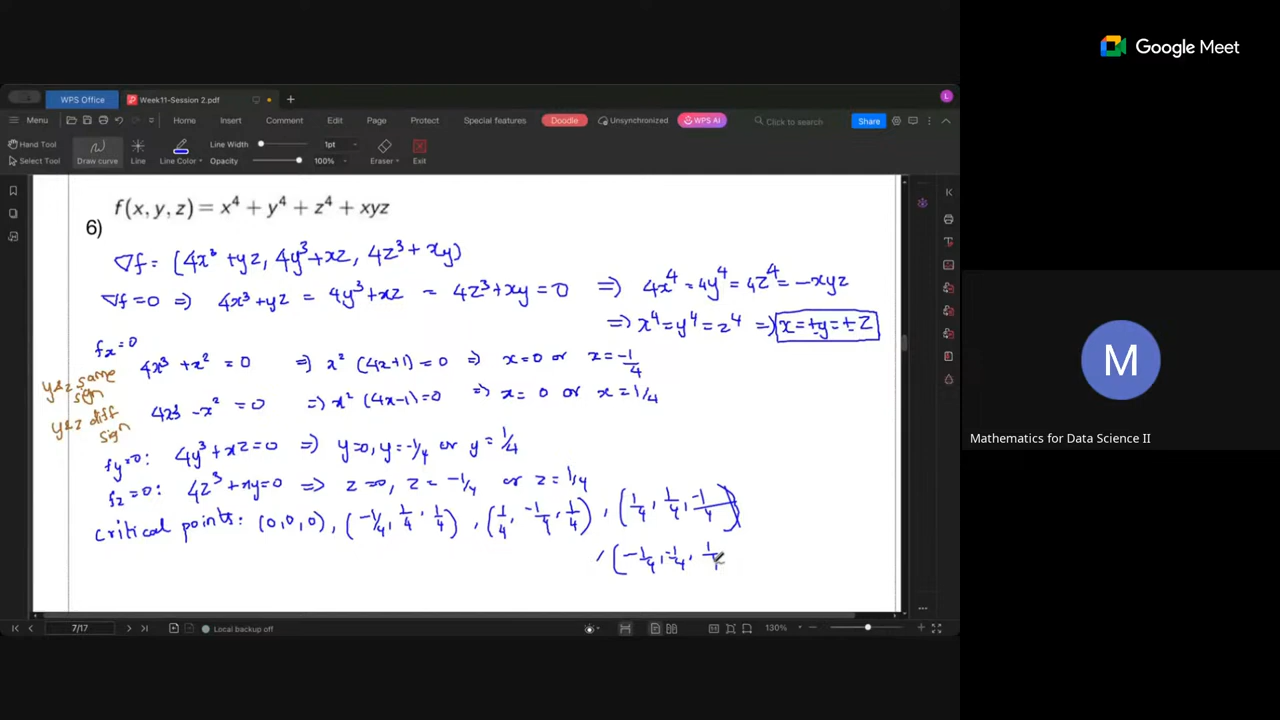 Google Meet
WPS Office
Week11-Session 2.pdf
L
Menu
Home
Insert
Comment
Edit
Page
Protect
Special features
Doodle
Unsynchronized
WPS AI
Click to search
Share
Hand Tool
Select Tool
Draw curve
Line
Line Color
Line Width
1pt
Opacity
100%
Eraser
Exit
f(x, y, z) = x⁴ + y⁴ + z⁴ + xyz
6)
∇f = (4x³ + yz, 4y³ + xz, 4z³ + xy)
∇f = 0 ⇒ 4x³ + yz = 4y³ + xz = 4z³ + xy = 0 ⇒ 4x⁴ = 4y⁴ = 4z⁴ = -xyz
⇒ x⁴ = y⁴ = z⁴ ⇒ x = ±y = ±z
fx = 0
y&z same sign 4x³ + x² = 0 ⇒ x² (4x+1) = 0 ⇒ x = 0 or x = -1/4
y&z diff sign 4x³ - x² = 0 ⇒ x² (4x-1) = 0 ⇒ x = 0 or x = 1/4
fy=0: 4y³ + xz = 0 ⇒ y=0, y = -1/4 or y = 1/4
fz=0: 4z³ + xy = 0 ⇒ z=0, z = -1/4 or z = 1/4
critical points: (0,0,0), (-1/4, 1/4, 1/4), (1/4, -1/4, 1/4), (1/4, 1/4, -1/4)
, (-1/4, -1/4, 1/4
M
Mathematics for Data Science II
7/17
Local backup off
130%